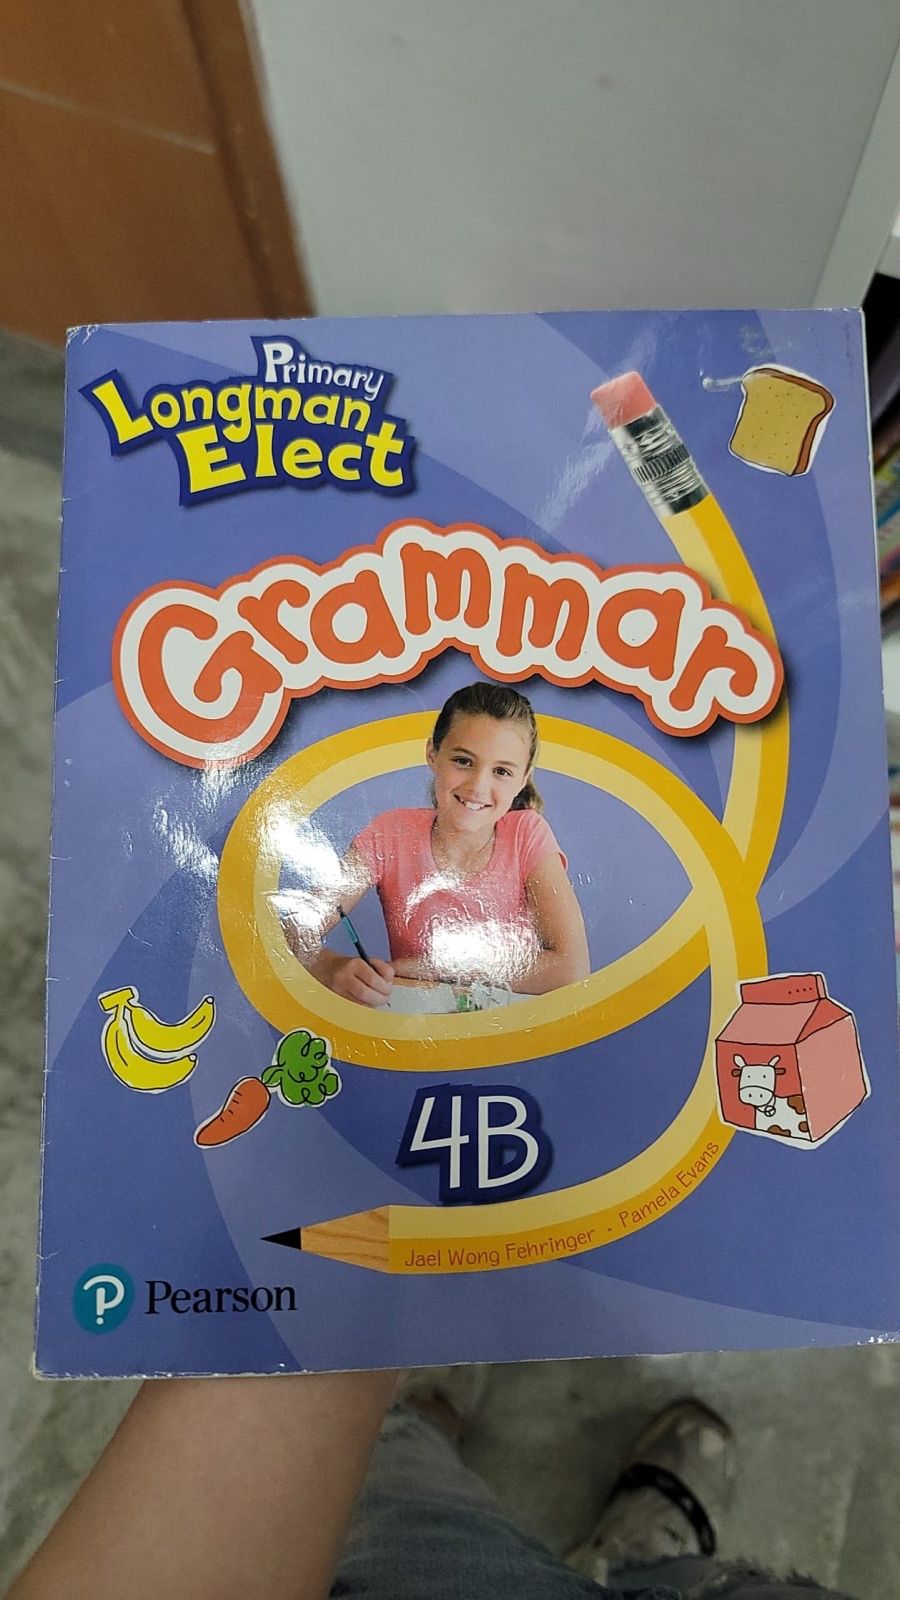 Primary
Longman
Elect
Grammar
4B
Jael Wong Fehringer · Pamela Evans
Pearson